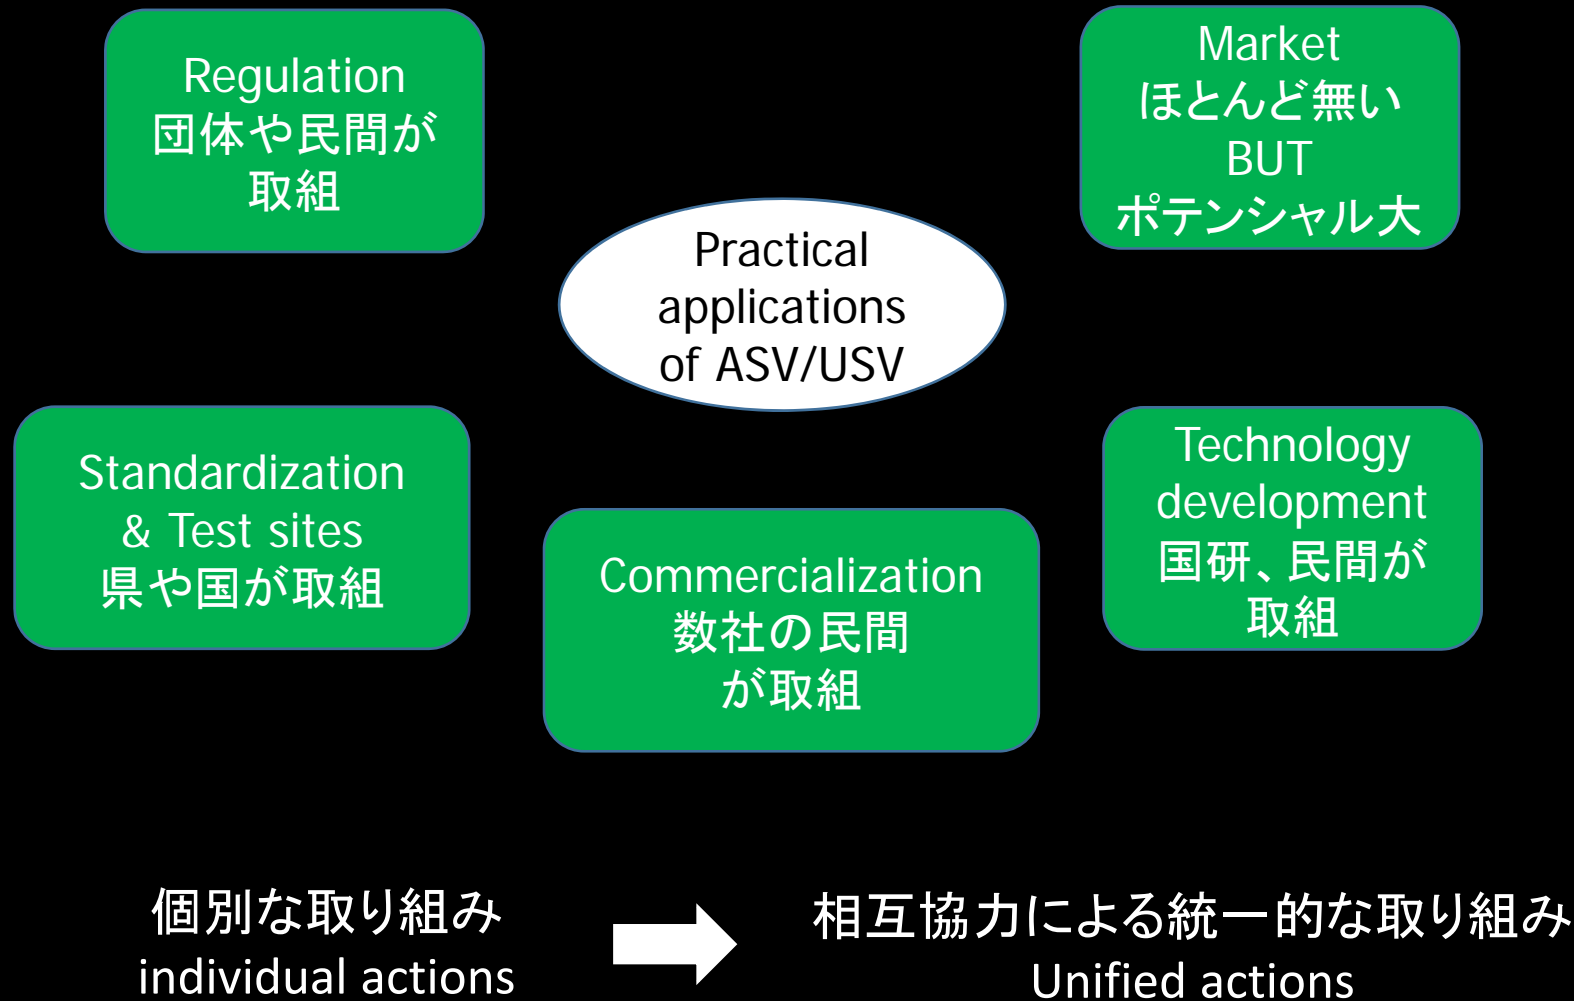 Regulation
団体や民間が
取組
Market
ほとんど無い
BUT
ポテンシャル大
Practical
applications
of ASV/USV
Standardization
& Test sites
県や国が取組
Commercialization
数社の民間
が取組
Technology
development
国研、民間が
取組
個別な取り組み
individual actions
相互協力による統一的な取り組み
Unified actions